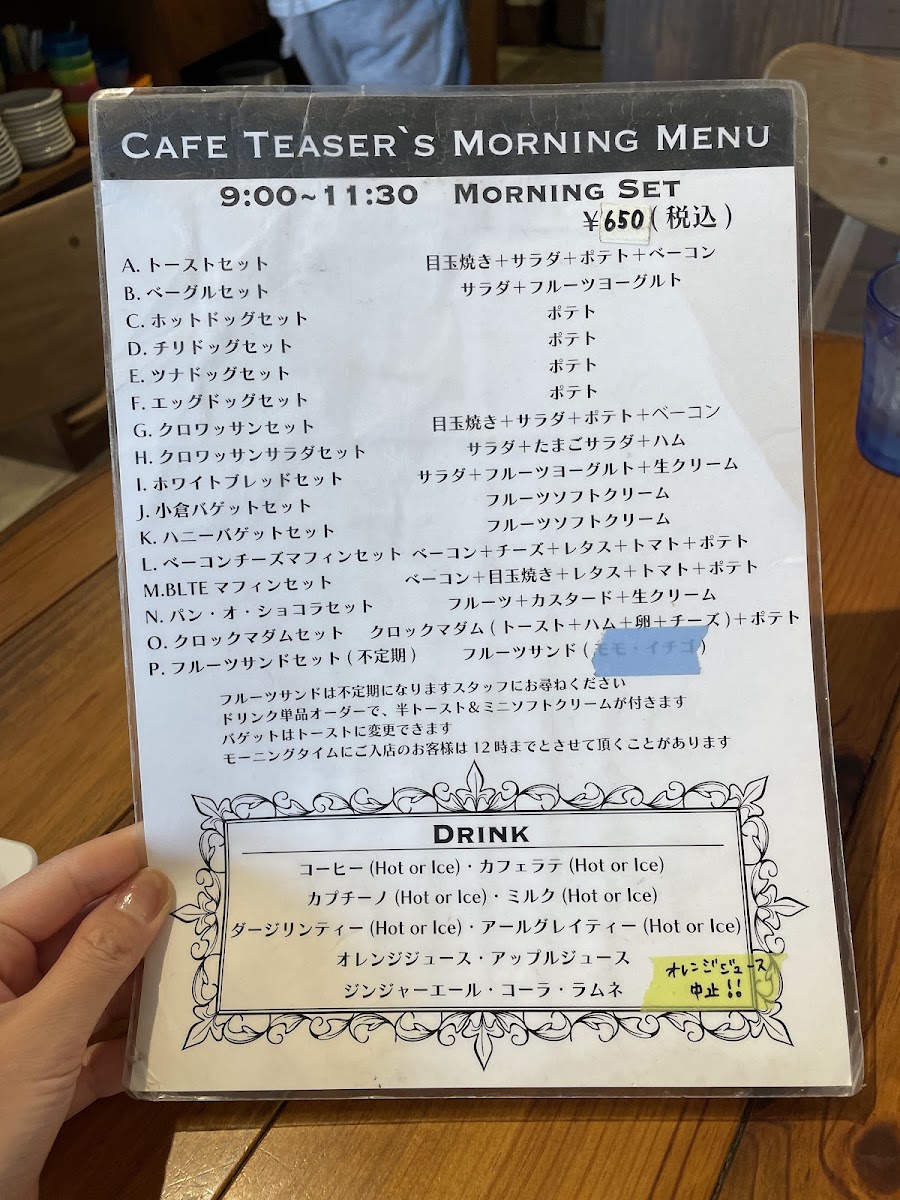 CAFE TEASER`S MORNING MENU
9:00~11:30 MORNING SET
¥650(税込)
A. トーストセット 目玉焼き+サラダ+ポテト+ベーコン
B. ベーグルセット サラダ+フルーツヨーグルト
C. ホットドッグセット ポテト
D. チリドッグセット ポテト
E. ツナドッグセット ポテト
F. エッグドッグセット ポテト
G. クロワッサンセット 目玉焼き+サラダ+ポテト+ベーコン
H. クロワッサンサラダセット サラダ+たまごサラダ+ハム
I. ホワイトブレッドセット サラダ+フルーツヨーグルト+生クリーム
J. 小倉バゲットセット フルーツソフトクリーム
K. ハニーバゲットセット フルーツソフトクリーム
L. ベーコンチーズマフィンセット ベーコン+チーズ+レタス+トマト+ポテト
M.BLTE マフィンセット ベーコン+目玉焼き+レタス+トマト+ポテト
N. パン・オ・ショコラセット フルーツ+カスタード+生クリーム
O. クロックマダムセット クロックマダム(トースト+ハム+卵+チーズ)+ポテト
P. フルーツサンドセット(不定期) フルーツサンド(モモ・イチゴ)
フルーツサンドは不定期になりますスタッフにお尋ねください
ドリンク単品オーダーで、半トースト&ミニソフトクリームが付きます
バゲットはトーストに変更できます
モーニングタイムにご入店のお客様は12時までとさせて頂くことがあります
DRINK
コーヒー(Hot or Ice)・カフェラテ(Hot or Ice)
カプチーノ(Hot or Ice)・ミルク(Hot or Ice)
ダージリンティー(Hot or Ice)・アールグレイティー(Hot or Ice)
オレンジジュース・アップルジュース
ジンジャーエール・コーラ・ラムネ
オレンジジュース
中止!!